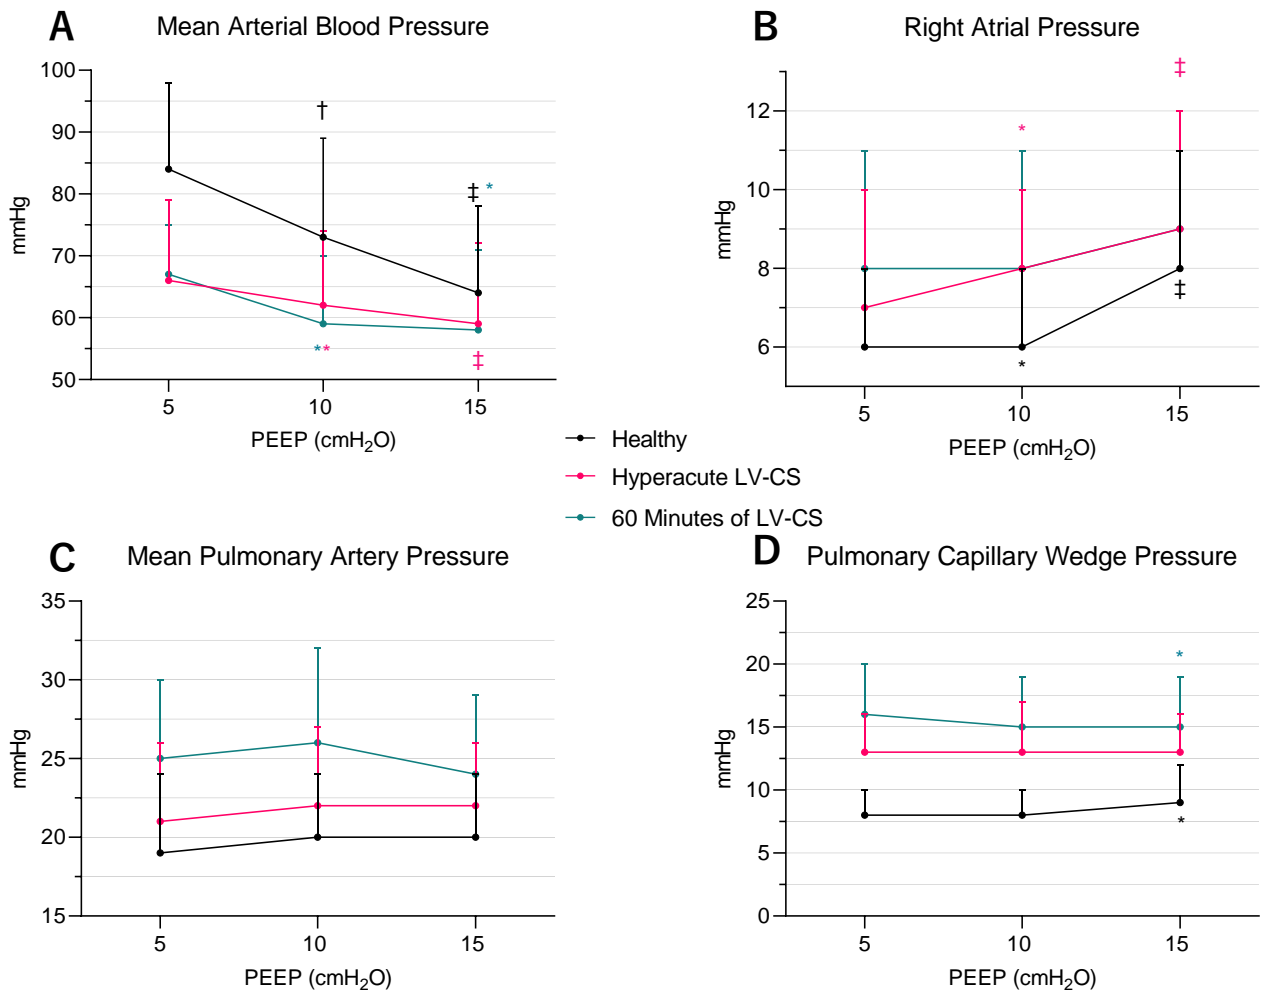 A Mean Arterial Blood Pressure
100
90
80
70
60
50
mmHg
†
‡ *
* *
‡
5 10 15
PEEP (cmH₂O)
B Right Atrial Pressure
12
10
8
6
mmHg
‡
*
‡
*
5 10 15
PEEP (cmH₂O)
Healthy
Hyperacute LV-CS
60 Minutes of LV-CS
C Mean Pulmonary Artery Pressure
35
30
25
20
15
mmHg
5 10 15
PEEP (cmH₂O)
D Pulmonary Capillary Wedge Pressure
25
20
15
10
5
0
mmHg
*
*
5 10 15
PEEP (cmH₂O)